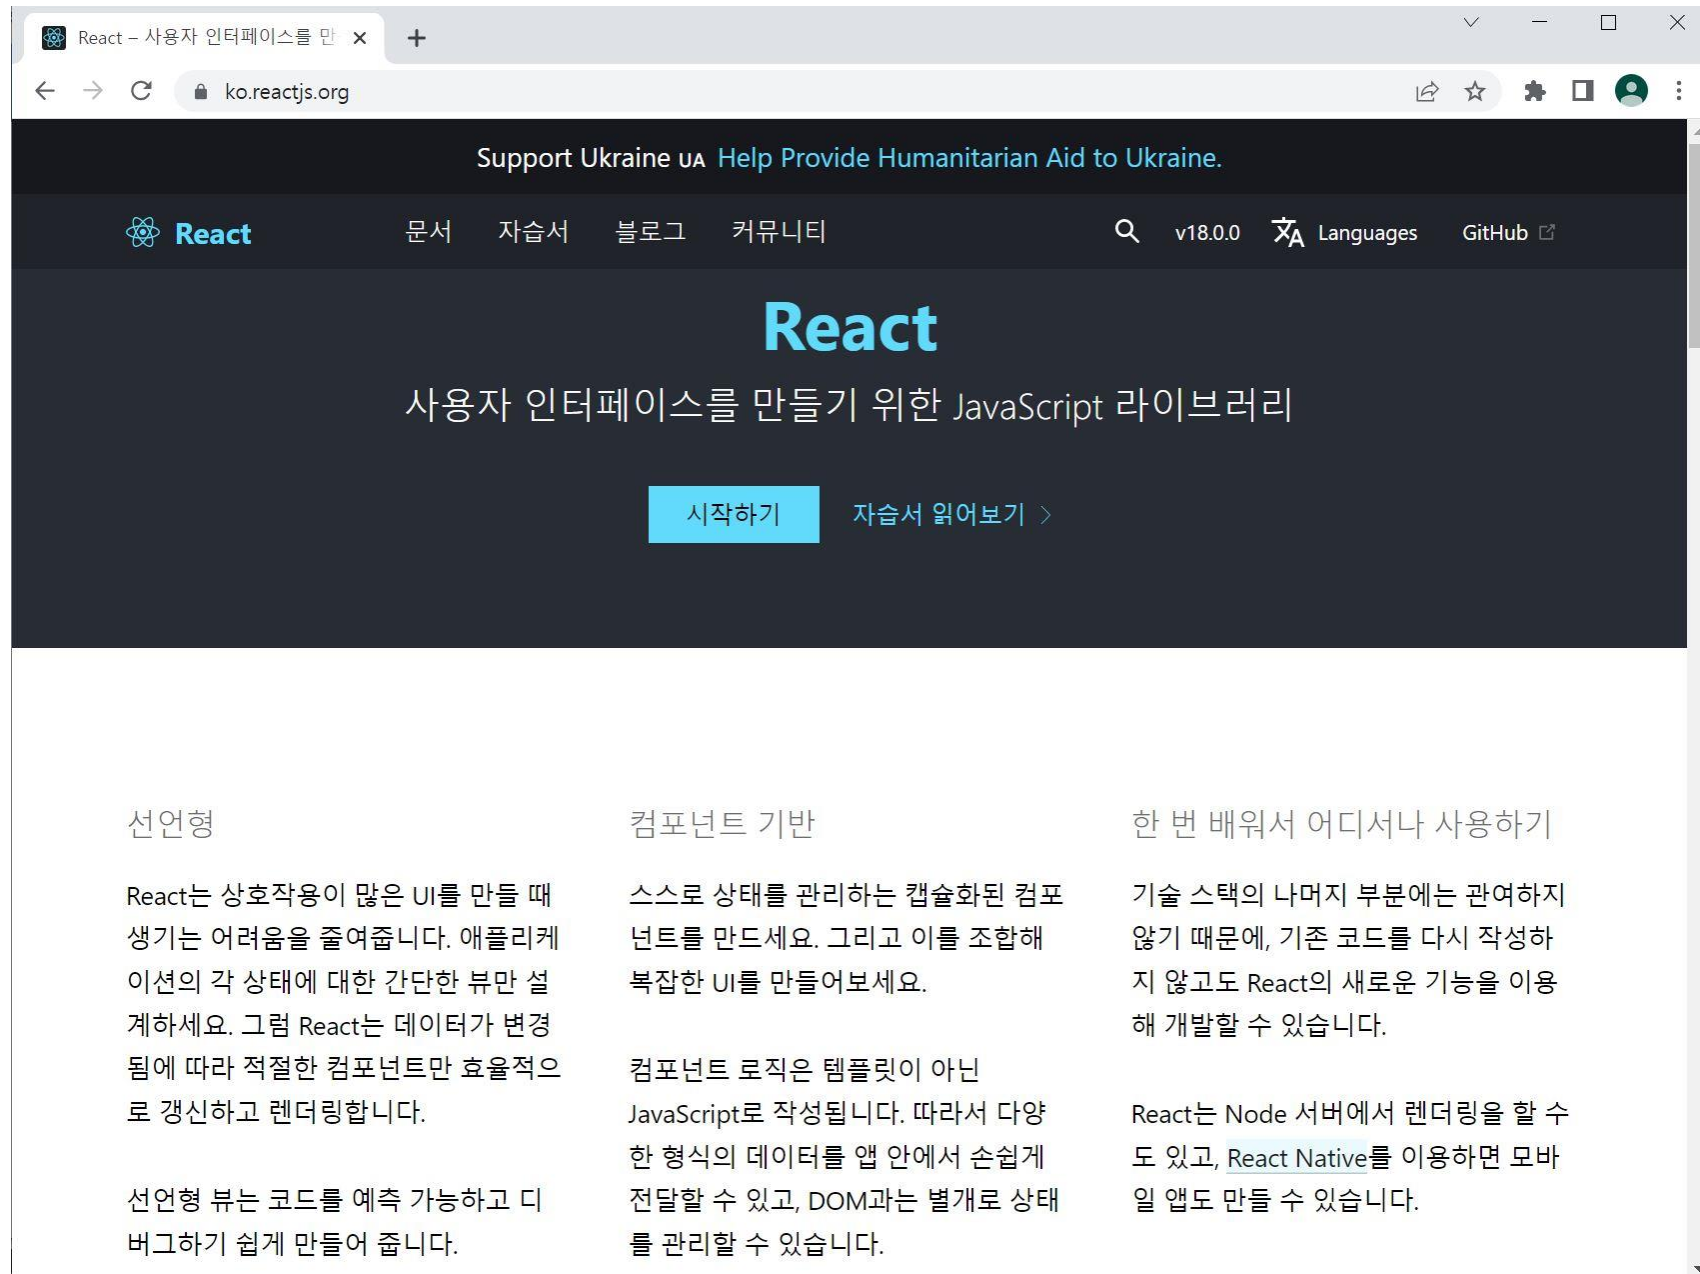 React – 사용자 인터페이스를 만
ko.reactjs.org
Support Ukraine UA Help Provide Humanitarian Aid to Ukraine.
React 문서 자습서 블로그 커뮤니티 v18.0.0 Languages GitHub
React
사용자 인터페이스를 만들기 위한 JavaScript 라이브러리
시작하기 자습서 읽어보기
선언형
React는 상호작용이 많은 UI를 만들 때
생기는 어려움을 줄여줍니다. 애플리케
이션의 각 상태에 대한 간단한 뷰만 설
계하세요. 그럼 React는 데이터가 변경
됨에 따라 적절한 컴포넌트만 효율적으
로 갱신하고 렌더링합니다.
선언형 뷰는 코드를 예측 가능하고 디
버그하기 쉽게 만들어 줍니다.
컴포넌트 기반
스스로 상태를 관리하는 캡슐화된 컴포
넌트를 만드세요. 그리고 이를 조합해
복잡한 UI를 만들어보세요.
컴포넌트 로직은 템플릿이 아닌
JavaScript로 작성됩니다. 따라서 다양
한 형식의 데이터를 앱 안에서 손쉽게
전달할 수 있고, DOM과는 별개로 상태
를 관리할 수 있습니다.
한 번 배워서 어디서나 사용하기
기술 스택의 나머지 부분에는 관여하지
않기 때문에, 기존 코드를 다시 작성하
지 않고도 React의 새로운 기능을 이용
해 개발할 수 있습니다.
React는 Node 서버에서 렌더링을 할 수
도 있고, React Native를 이용하면 모바
일 앱도 만들 수 있습니다.